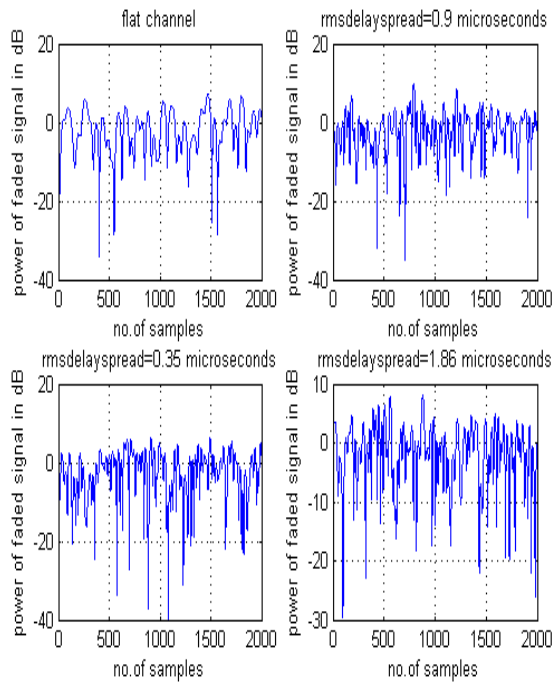 flat channel
power of faded signal in dB
20
0
-20
-40
0 500 1000 1500 2000
no.of samples
rmsdelayspread=0.9 microseconds
power of faded signal in dB
20
0
-20
-40
0 500 1000 1500 2000
no.of samples
rmsdelayspread=0.35 microseconds
power of faded signal in dB
20
0
-20
-40
0 500 1000 1500 2000
no.of samples
rmsdelayspread=1.86 microseconds
power of faded signal in dB
10
0
-10
-20
-30
0 500 1000 1500 2000
no.of samples